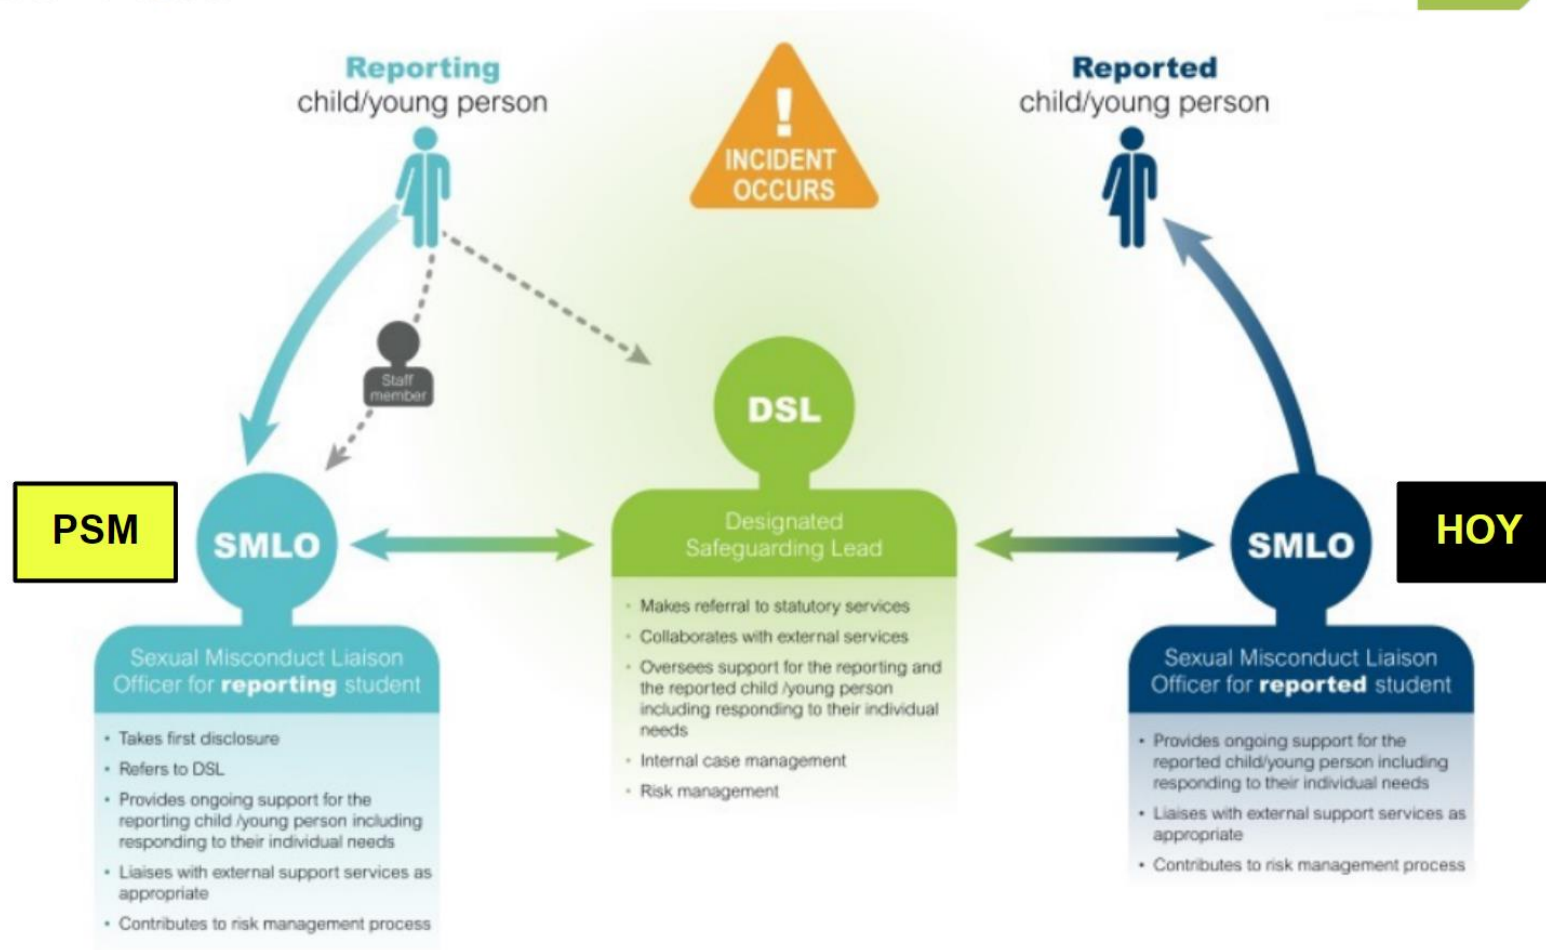 Reporting
child/young person
!
INCIDENT
OCCURS
Reported
child/young person
Staff
member
DSL
PSM
SMLO
Designated
Safeguarding Lead
SMLO
HOY
Sexual Misconduct Liaison
Officer for reporting student
• Takes first disclosure
• Refers to DSL
• Provides ongoing support for the
reporting child /young person including
responding to their individual needs
• Liaises with external support services as
appropriate
• Contributes to risk management process
• Makes referral to statutory services
• Collaborates with external services
• Oversees support for the reporting and
the reported child /young person
including responding to their individual
needs
• Internal case management
• Risk management
Sexual Misconduct Liaison
Officer for reported student
• Provides ongoing support for the
reported child/young person including
responding to their individual needs
• Liaises with external support services as
appropriate
• Contributes to risk management process